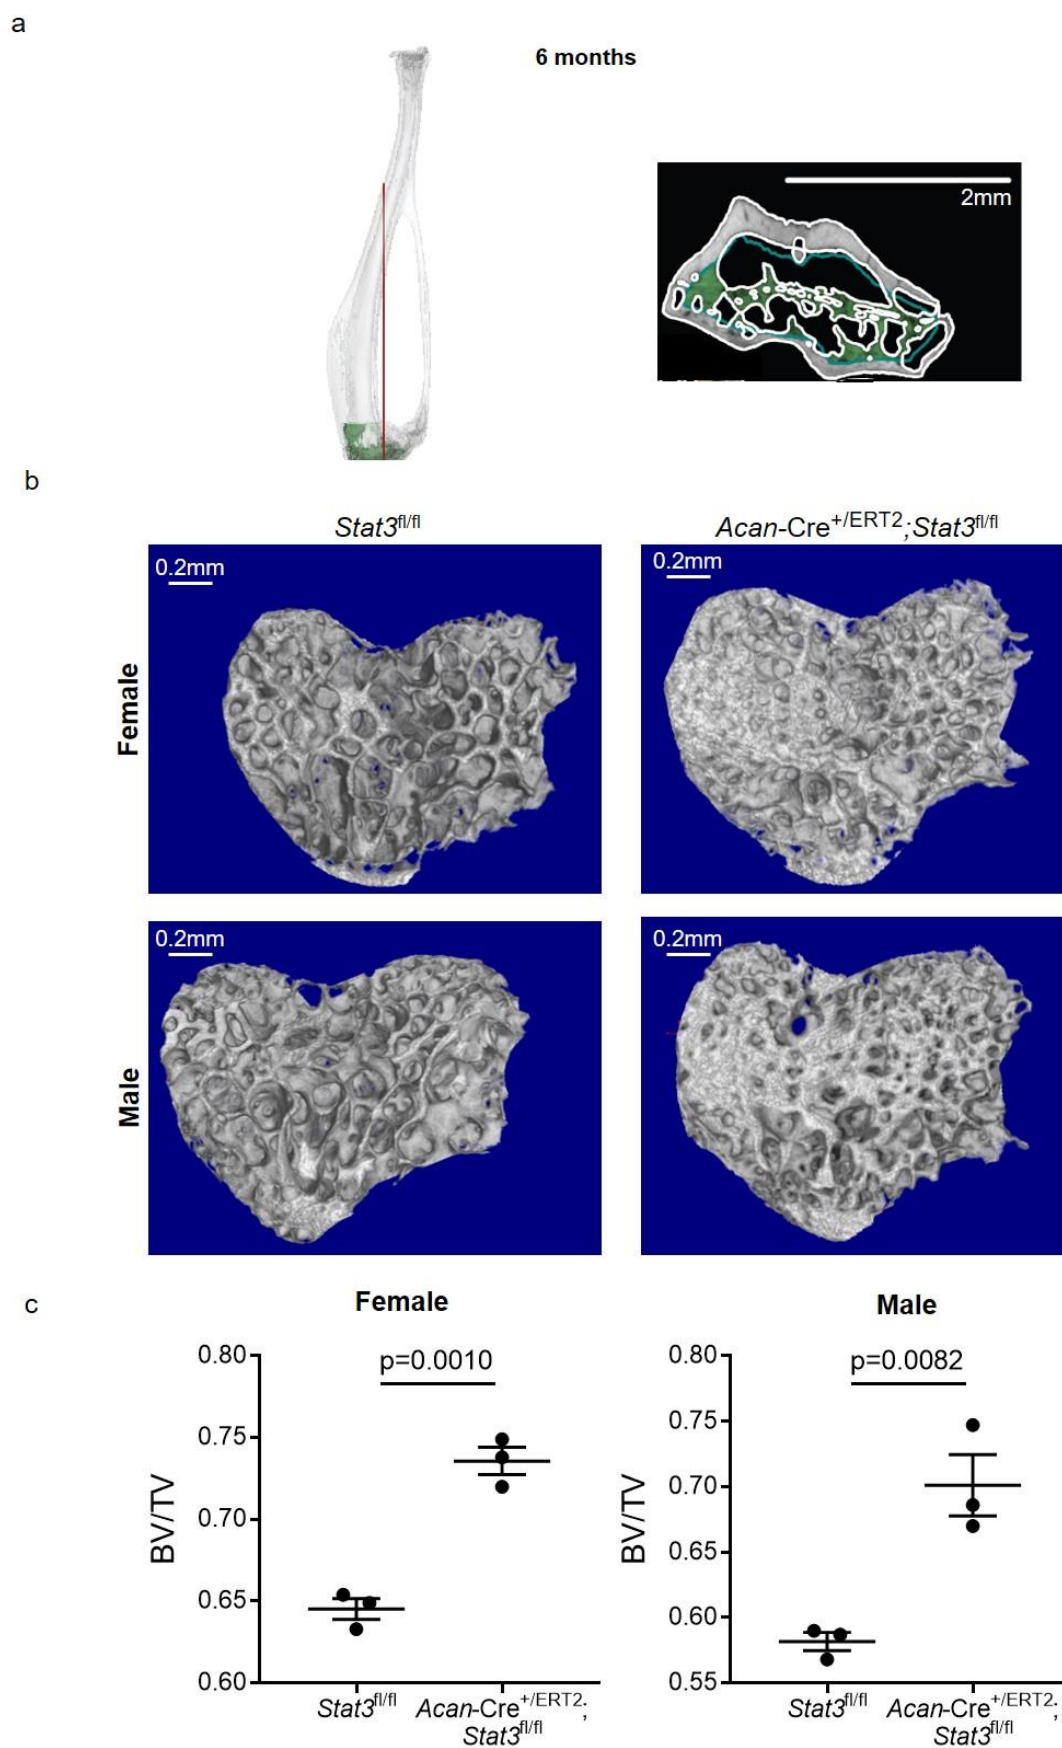 a
6 months
2mm
b
Stat3fl/fl
Acan-Cre+/ERT2;Stat3fl/fl
Female
0.2mm
0.2mm
Male
0.2mm
0.2mm
c
Female
Male
p=0.0010
p=0.0082
BV/TV
0.80
0.75
0.70
0.65
0.60
Stat3fl/fl
Acan-Cre+/ERT2;
Stat3fl/fl
BV/TV
0.80
0.75
0.70
0.65
0.60
0.55
Stat3fl/fl
Acan-Cre+/ERT2;
Stat3fl/fl